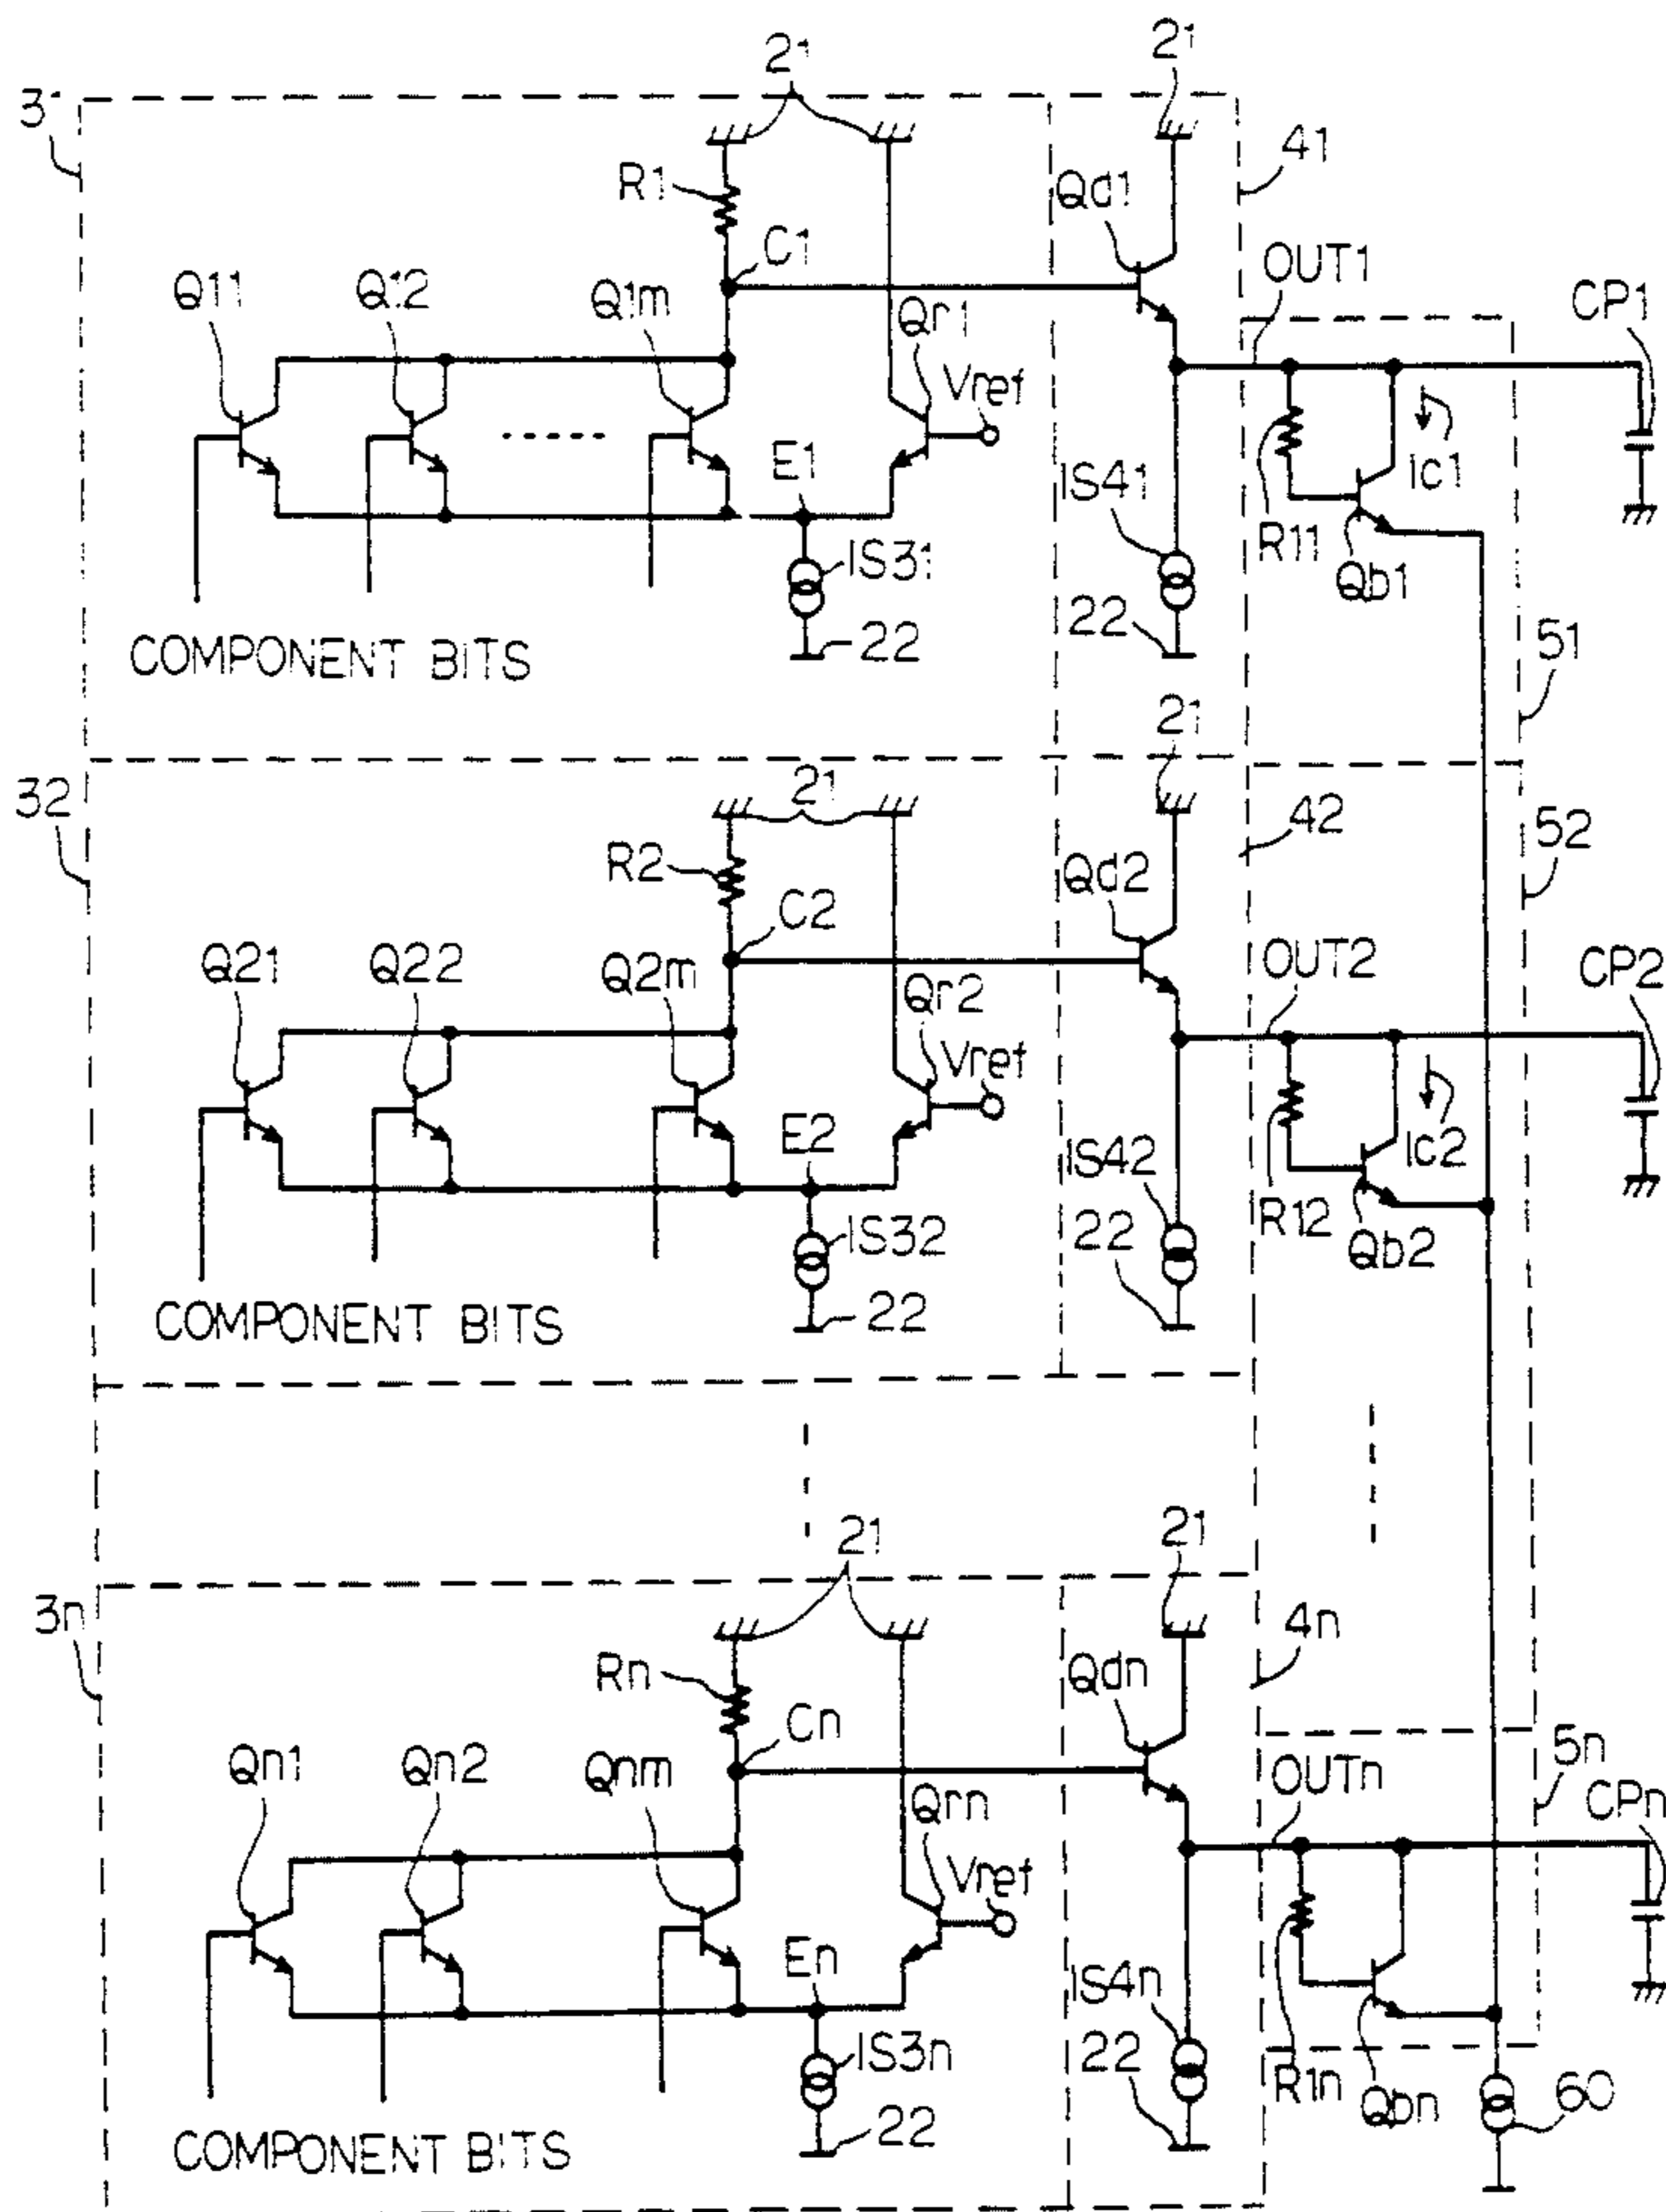 21
21
3
41
R1
Qd1
C1
OUT1
Q11
Q12
Q1m
Qr1
CP1
Vref
E1
IS41
Ic1
R11
IS31
Qb1
22
22
COMPONENT BITS
51
21
32
21
42
52
R2
Qd2
C2
OUT2
Q21
Q22
Q2m
Qr2
CP2
Vref
E2
IS42
Ic2
R12
IS32
22
Qb2
22
COMPONENT BITS
21
21
3n
4n
Rn
Qdn
Cn
5n
Qn1
Qn2
Qnm
OUTn
Qrn
CPn
Vref
En
IS4n
IS3n
22
R1n
Qbn
60
22
COMPONENT BITS